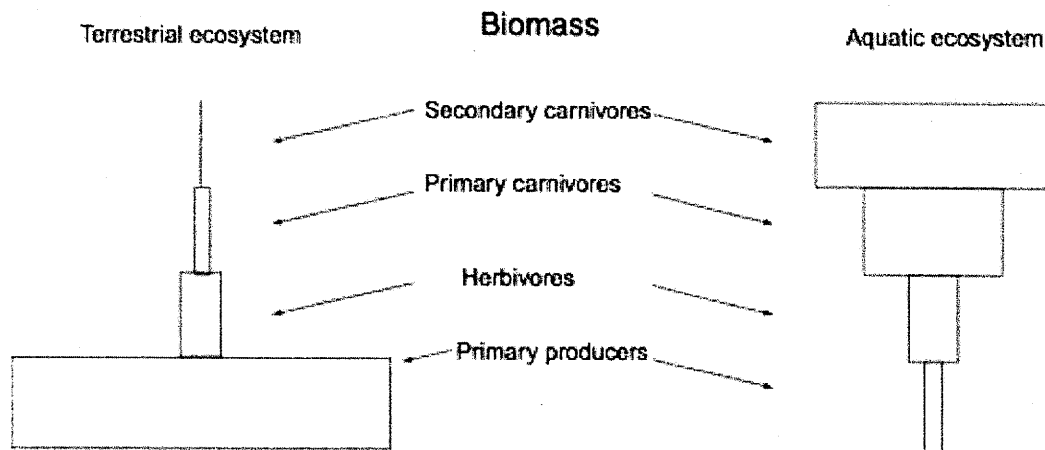 Biomass
Terrestrial ecosystem
Aquatic ecosystem
Secondary carnivores
Primary carnivores
Herbivores
Primary producers